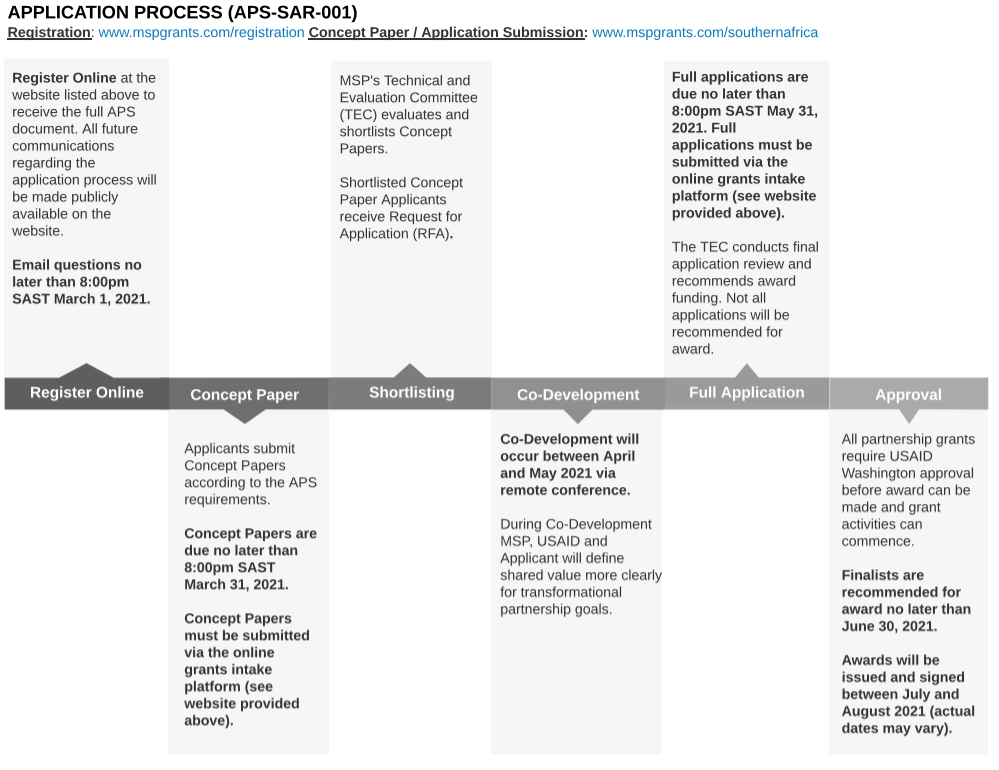 APPLICATION PROCESS (APS-SAR-001)
Registration: www.mspgrants.com/registration Concept Paper / Application Submission: www.mspgrants.com/southernafrica
Register Online at the
website listed above to
receive the full APS
document. All future
communications
regarding the
application process will
be made publicly
available on the
website.
Email questions no
later than 8:00pm
SAST March 1, 2021.
Register Online
Concept Paper
Applicants submit
Concept Papers
according to the APS
requirements.
Concept Papers are
due no later than
8:00pm SAST
March 31, 2021.
Concept Papers
must be submitted
via the online
grants intake
platform (see
website provided
above).
MSP's Technical and
Evaluation Committee
(TEC) evaluates and
shortlists Concept
Papers.
Shortlisted Concept
Paper Applicants
receive Request for
Application (RFA).
Shortlisting
Co-Development
Co-Development will
occur between April
and May 2021 via
remote conference.
During Co-Development
MSP, USAID and
Applicant will define
shared value more clearly
for transformational
partnership goals.
Full applications are
due no later than
8:00pm SAST May 31,
2021. Full
applications must be
submitted via the
online grants intake
platform (see website
provided above).
The TEC conducts final
application review and
recommends award
funding. Not all
applications will be
recommended for
award.
Full Application
Approval
All partnership grants
require USAID
Washington approval
before award can be
made and grant
activities can
commence.
Finalists are
recommended for
award no later than
June 30, 2021.
Awards will be
issued and signed
between July and
August 2021 (actual
dates may vary).